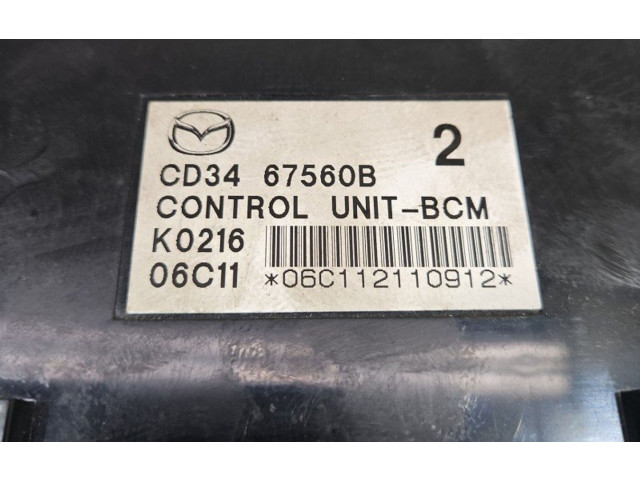 2
CD34 67560B
CONTROL UNIT-BCM
K0216
06C11 *06C112110912*